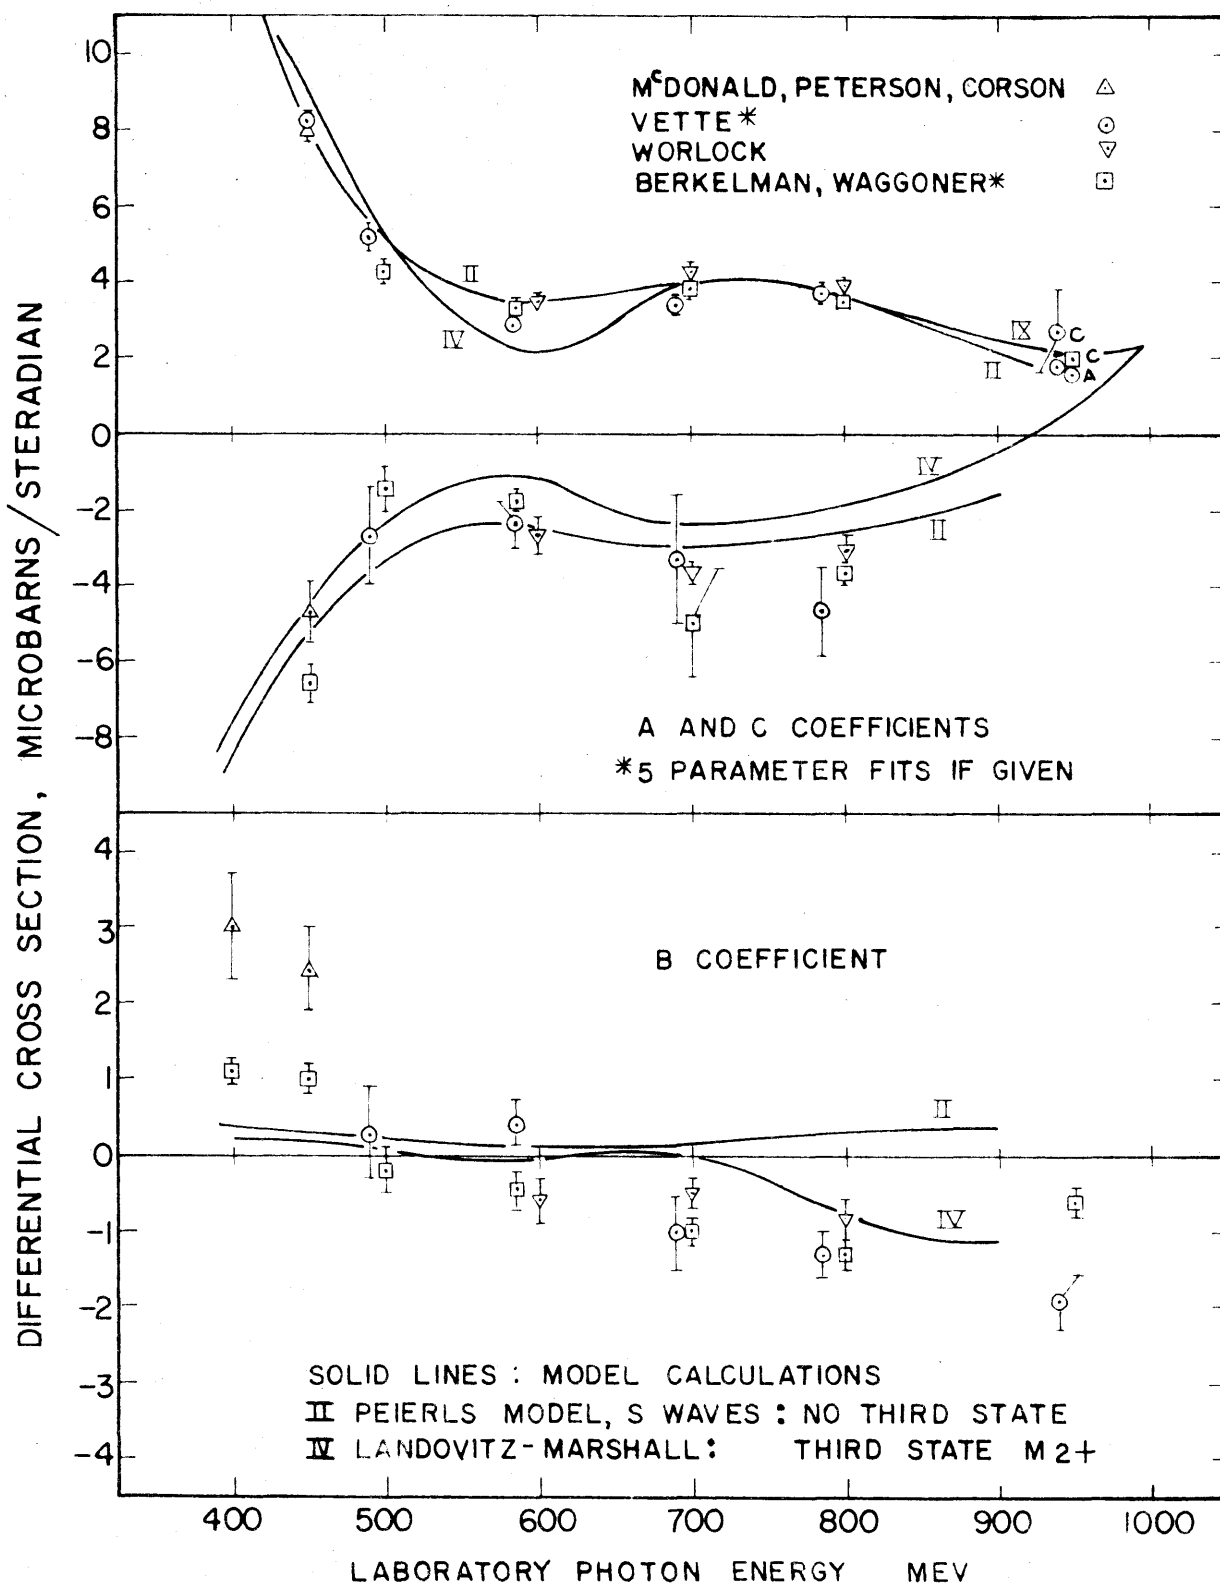 DIFFERENTIAL CROSS SECTION, MICROBARNS/STERADIAN
10
8
6
4
2
0
-2
-4
-6
-8
McDONALD, PETERSON, CORSON
VETTE*
WORLOCK
BERKELMAN, WAGGONER*
II
IV
IX
II
C
C
A
IV
II
A AND C COEFFICIENTS
*5 PARAMETER FITS IF GIVEN
4
3
2
1
0
-1
-2
-3
-4
B COEFFICIENT
II
IV
SOLID LINES : MODEL CALCULATIONS
II PEIERLS MODEL, S WAVES : NO THIRD STATE
IV LANDOVITZ-MARSHALL: THIRD STATE M2+
400 500 600 700 800 900 1000
LABORATORY PHOTON ENERGY MEV